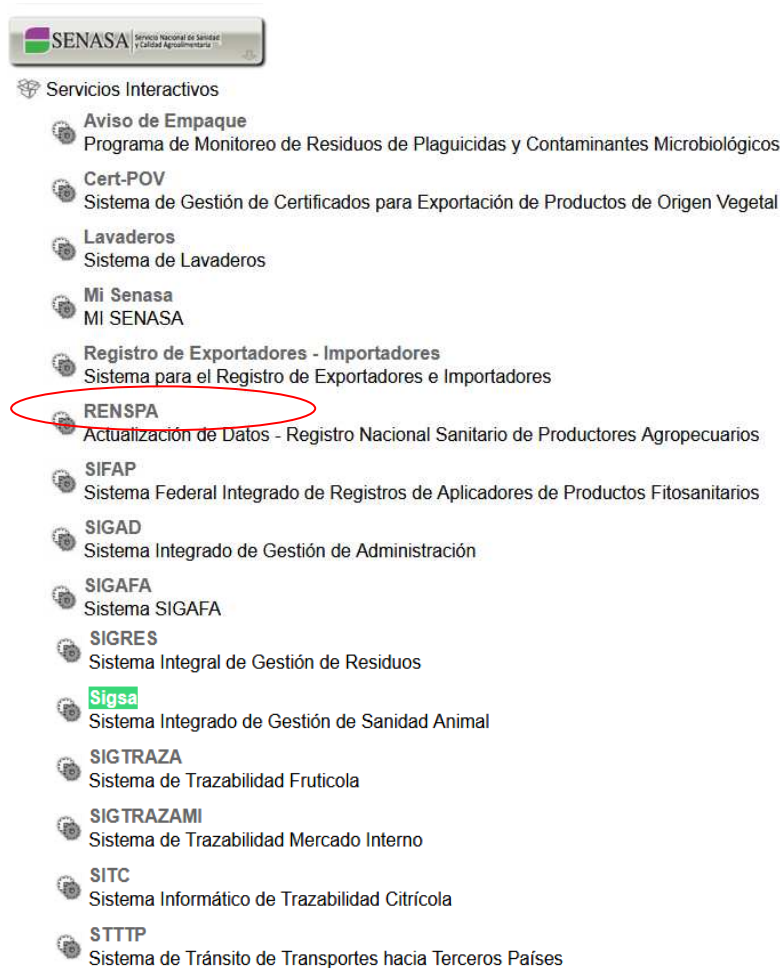 SENASA Servicio Nacional de Sanidad
y Calidad Agroalimentaria
Servicios Interactivos
Aviso de Empaque
Programa de Monitoreo de Residuos de Plaguicidas y Contaminantes Microbiológicos
Cert-POV
Sistema de Gestión de Certificados para Exportación de Productos de Origen Vegetal
Lavaderos
Sistema de Lavaderos
Mi Senasa
MI SENASA
Registro de Exportadores - Importadores
Sistema para el Registro de Exportadores e Importadores
RENSPA
Actualización de Datos - Registro Nacional Sanitario de Productores Agropecuarios
SIFAP
Sistema Federal Integrado de Registros de Aplicadores de Productos Fitosanitarios
SIGAD
Sistema Integrado de Gestión de Administración
SIGAFA
Sistema SIGAFA
SIGRES
Sistema Integral de Gestión de Residuos
Sigsa
Sistema Integrado de Gestión de Sanidad Animal
SIGTRAZA
Sistema de Trazabilidad Fruticola
SIGTRAZAMI
Sistema de Trazabilidad Mercado Interno
SITC
Sistema Informático de Trazabilidad Citrícola
STTTP
Sistema de Tránsito de Transportes hacia Terceros Países